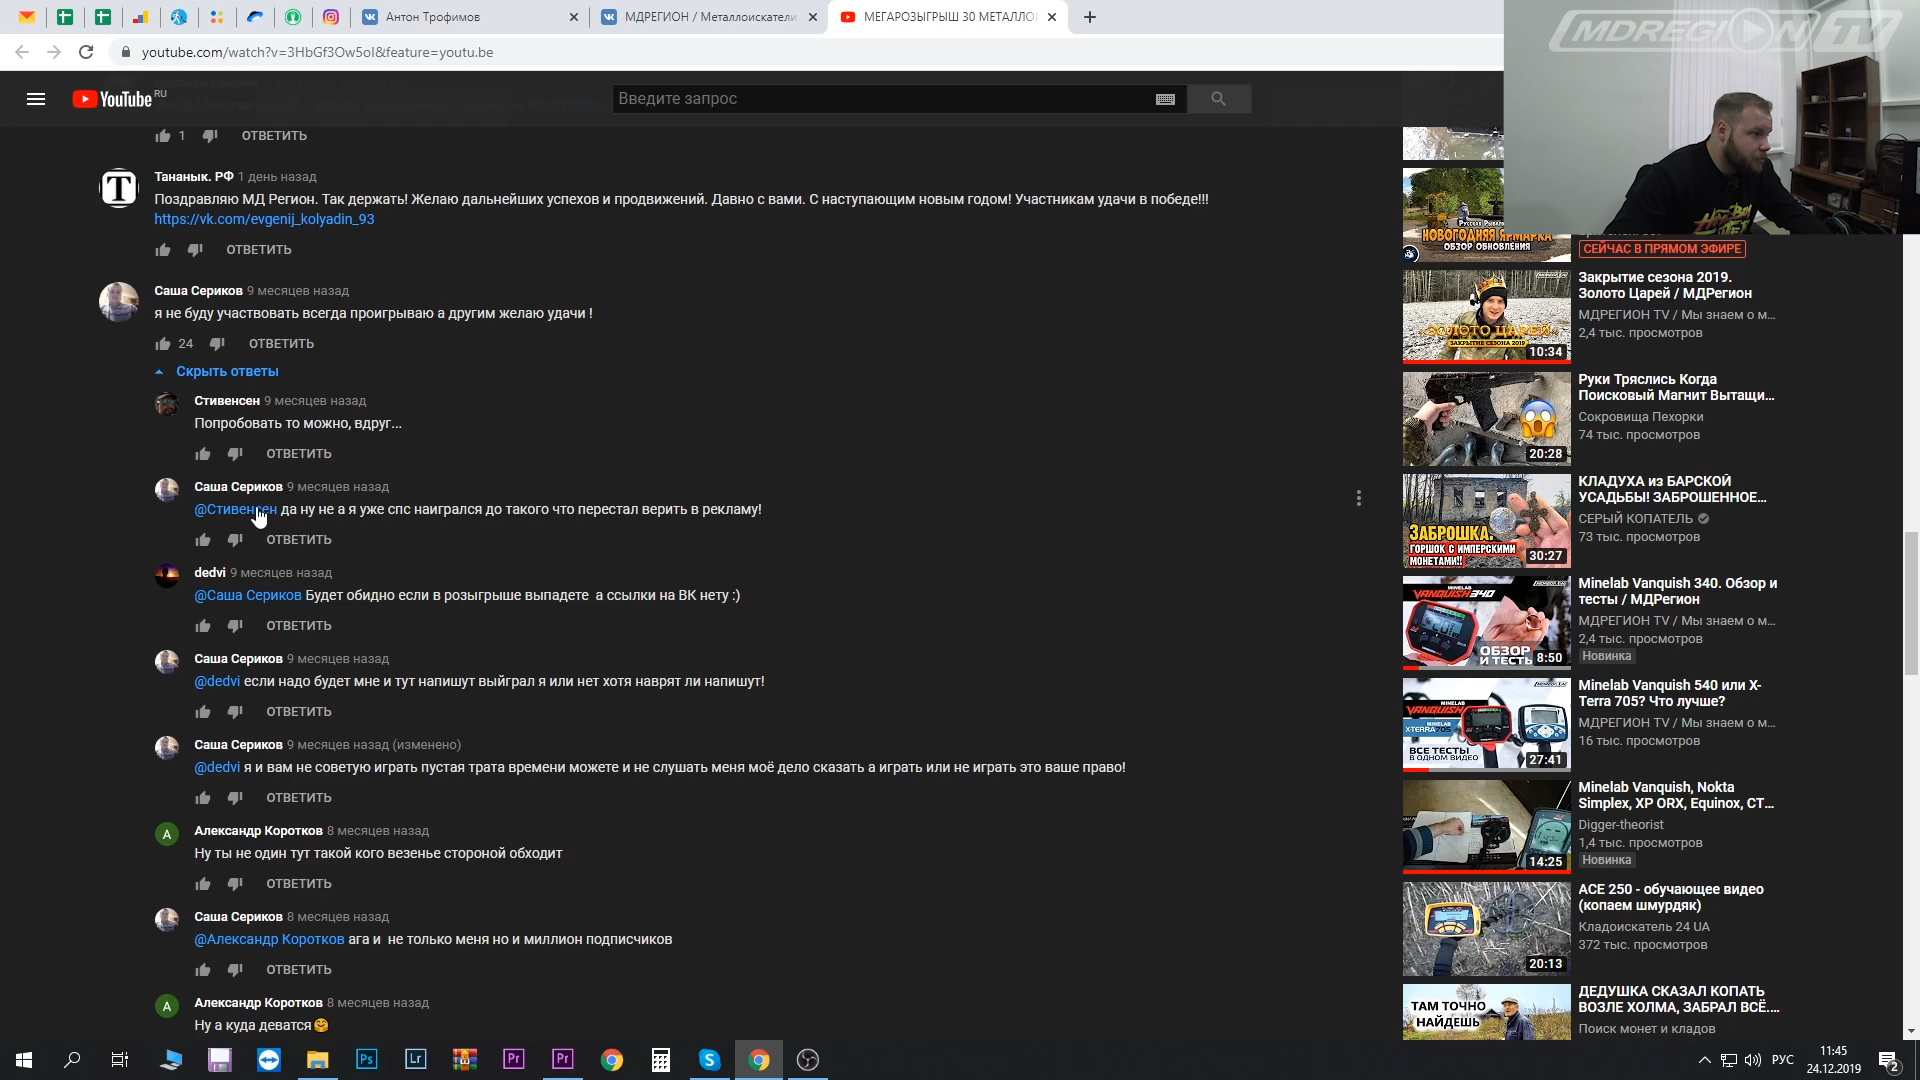 Антон Трофимов
МДРЕГИОН / Металлоискатели
МЕГАРОЗЫГРЫШ 30 МЕТАЛЛО
youtube.com/watch?v=3HbGf3Ow5oI&feature=youtu.be
MDREGION TV
YouTube RU
Введите запрос
1 ОТВЕТИТЬ
Тананык. РФ 1 день назад
Поздравляю МД Регион. Так держать! Желаю дальнейших успехов и продвижений. Давно с вами. С наступающим новым годом! Участникам удачи в победе!!!
https://vk.com/evgenij_kolyadin_93
ОТВЕТИТЬ
Саша Сериков 9 месяцев назад
я не буду участвовать всегда проигрываю а другим желаю удачи !
24 ОТВЕТИТЬ
Скрыть ответы
Стивенсен 9 месяцев назад
Попробовать то можно, вдруг...
ОТВЕТИТЬ
Саша Сериков 9 месяцев назад
@Стивенсен да ну не а я уже спс наигрался до такого что перестал верить в рекламу!
ОТВЕТИТЬ
dedvi 9 месяцев назад
@Саша Сериков Будет обидно если в розыгрыше выпадете а ссылки на ВК нету :)
ОТВЕТИТЬ
Саша Сериков 9 месяцев назад
@dedvi если надо будет мне и тут напишут выйграл я или нет хотя наврят ли напишут!
ОТВЕТИТЬ
Саша Сериков 9 месяцев назад (изменено)
@dedvi я и вам не советую играть пустая трата времени можете и не слушать меня моё дело сказать а играть или не играть это ваше право!
ОТВЕТИТЬ
А
Александр Коротков 8 месяцев назад
Ну ты не один тут такой кого везенье стороной обходит
ОТВЕТИТЬ
Саша Сериков 8 месяцев назад
@Александр Коротков ага и не только меня но и миллион подписчиков
ОТВЕТИТЬ
А
Александр Коротков 8 месяцев назад
Ну а куда деватся🤗
РУССКАЯ РЫБАЛКА
НОВОГОДНЯЯ ЯРМАРКА
ОБЗОР ОБНОВЛЕНИЯ
СЕЙЧАС В ПРЯМОМ ЭФИРЕ
ЗОЛОТО ЦАРЕЙ
ЗАКРЫТИЕ СЕЗОНА 2019
10:34
Закрытие сезона 2019.
Золото Царей / МДРегион
МДРЕГИОН TV / Мы знаем о м...
2,4 тыс. просмотров
20:28
Руки Тряслись Когда
Поисковый Магнит Вытащи...
Сокровища Пехорки
74 тыс. просмотров
ЗАБРОШКА.
ГОРШОК С ИМПЕРСКИМИ
МОНЕТАМИ!!
30:27
КЛАДУХА из БАРСКОЙ
УСАДЬБЫ! ЗАБРОШЕННОЕ...
СЕРЫЙ КОПАТЕЛЬ
73 тыс. просмотров
MINELAB
VANQUISH 340
ОБЗОР
И ТЕСТЫ
8:50
Minelab Vanquish 340. Обзор и
тесты / МДРегион
МДРЕГИОН TV / Мы знаем о м...
2,4 тыс. просмотров
Новинка
MINELAB
VANQUISH
MINELAB
X-TERRA 705
ВСЕ ТЕСТЫ
В ОДНОМ ВИДЕО
27:41
Minelab Vanquish 540 или X-
Terra 705? Что лучше?
МДРЕГИОН TV / Мы знаем о м...
16 тыс. просмотров
14:25
Minelab Vanquish, Nokta
Simplex, XP ORX, Equinox, CT...
Digger-theorist
1,4 тыс. просмотров
Новинка
20:13
ACE 250 - обучающее видео
(копаем шмурдяк)
Кладоискатель 24 UA
372 тыс. просмотров
ТАМ ТОЧНО
НАЙДЕШЬ
ДЕДУШКА СКАЗАЛ КОПАТЬ
ВОЗЛЕ ХОЛМА, ЗАБРАЛ ВСЁ....
Поиск монет и кладов
Ps
Lr
Pr
Pr
РУС
11:45
24.12.2019
2